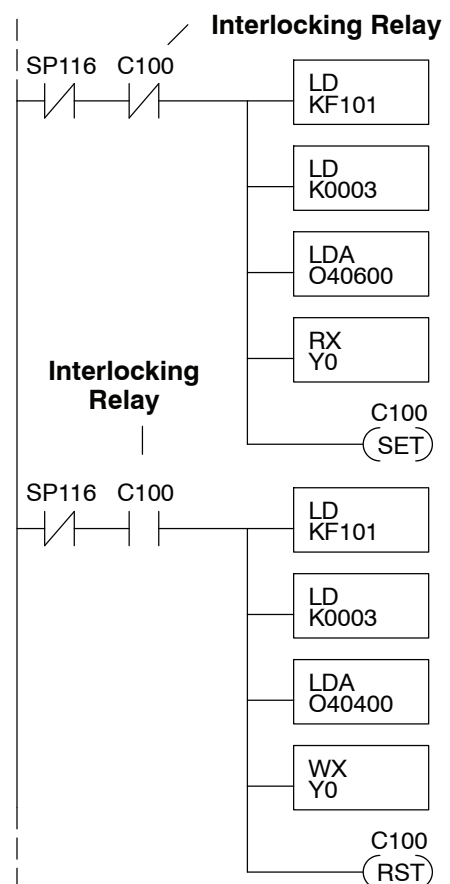 Interlocking Relay
SP116 C100
LD
KF101
LD
K0003
LDA
O40600
RX
Y0
C100
SET
Interlocking
Relay
SP116 C100
LD
KF101
LD
K0003
LDA
O40400
WX
Y0
C100
RST